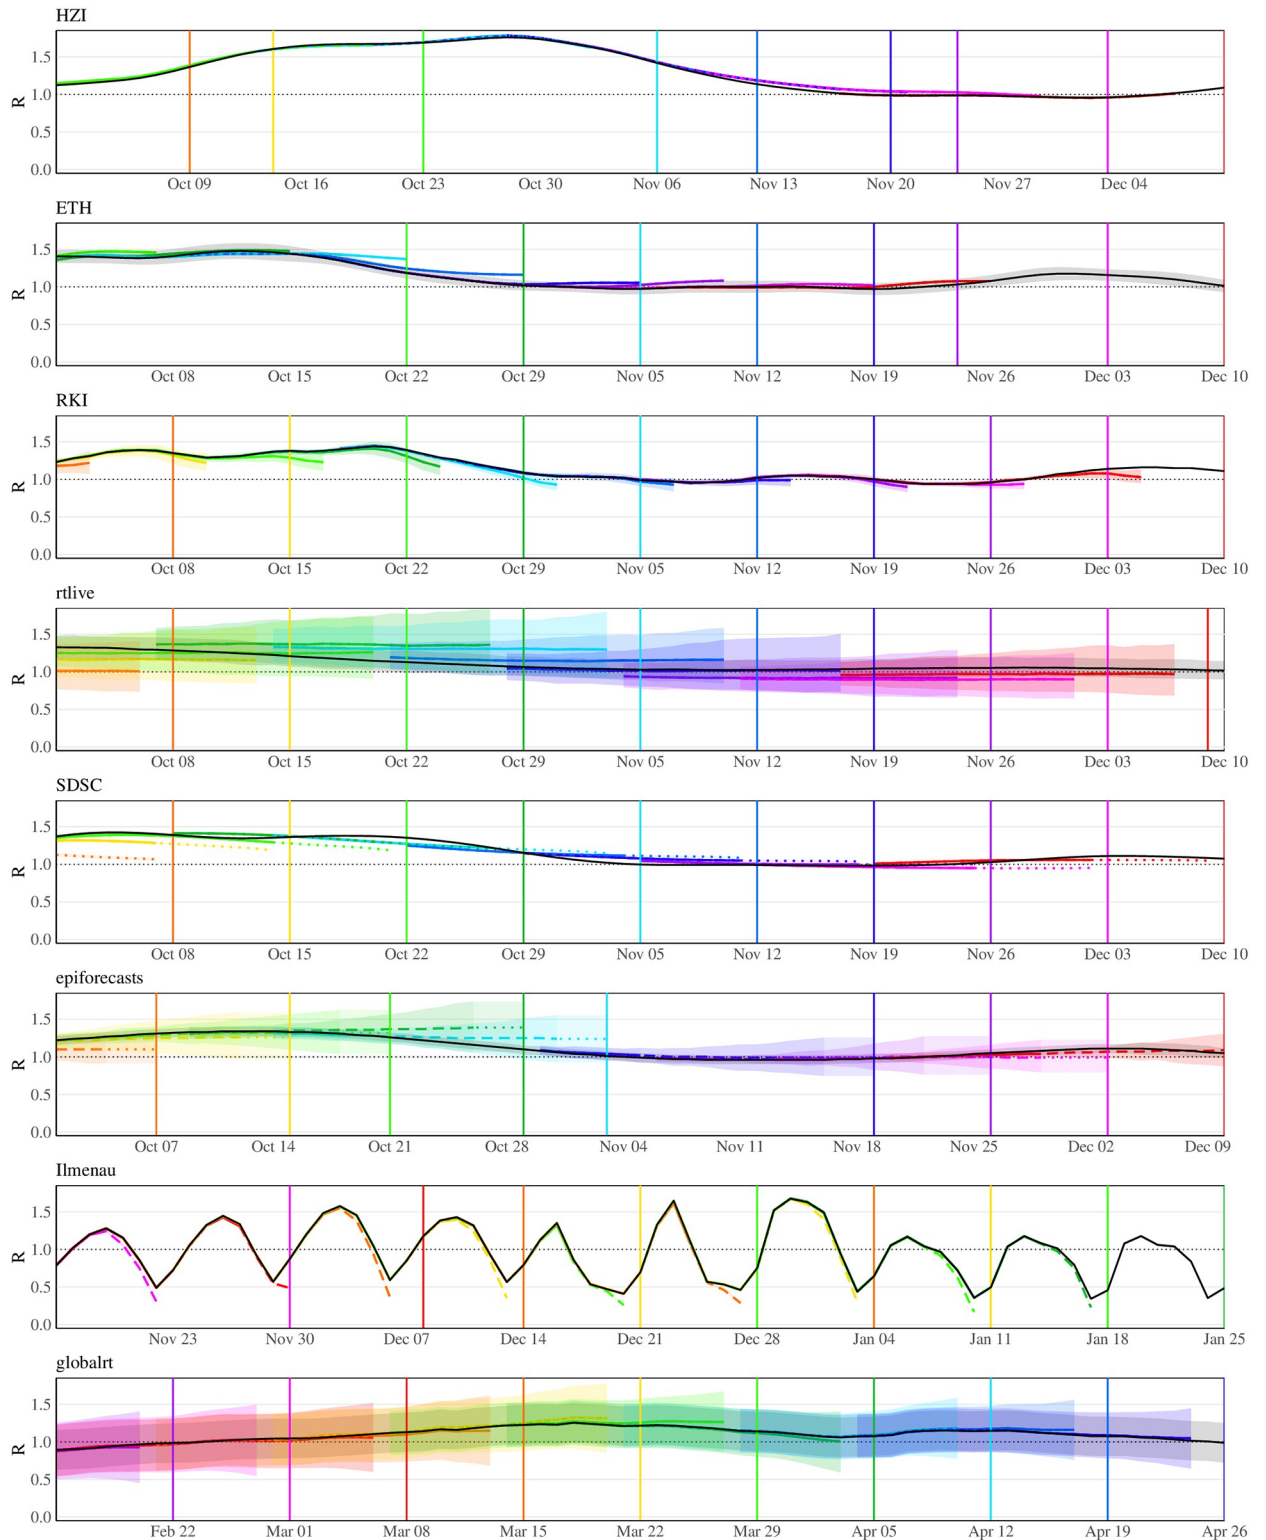 HZI
1.5
1.0
0.5
0.0
R
Oct 09 Oct 16 Oct 23 Oct 30 Nov 06 Nov 13 Nov 20 Nov 27 Dec 04
ETH
1.5
1.0
0.5
0.0
R
Oct 08 Oct 15 Oct 22 Oct 29 Nov 05 Nov 12 Nov 19 Nov 26 Dec 03 Dec 10
RKI
1.5
1.0
0.5
0.0
R
Oct 08 Oct 15 Oct 22 Oct 29 Nov 05 Nov 12 Nov 19 Nov 26 Dec 03 Dec 10
rtlive
1.5
1.0
0.5
0.0
R
Oct 08 Oct 15 Oct 22 Oct 29 Nov 05 Nov 12 Nov 19 Nov 26 Dec 03 Dec 10
SDSC
1.5
1.0
0.5
0.0
R
Oct 08 Oct 15 Oct 22 Oct 29 Nov 05 Nov 12 Nov 19 Nov 26 Dec 03 Dec 10
epiforecasts
1.5
1.0
0.5
0.0
R
Oct 07 Oct 14 Oct 21 Oct 28 Nov 04 Nov 11 Nov 18 Nov 25 Dec 02 Dec 09
Ilmenau
1.5
1.0
0.5
0.0
R
Nov 23 Nov 30 Dec 07 Dec 14 Dec 21 Dec 28 Jan 04 Jan 11 Jan 18 Jan 25
globalrt
1.5
1.0
0.5
0.0
R
Feb 22 Mar 01 Mar 08 Mar 15 Mar 22 Mar 29 Apr 05 Apr 12 Apr 19 Apr 26